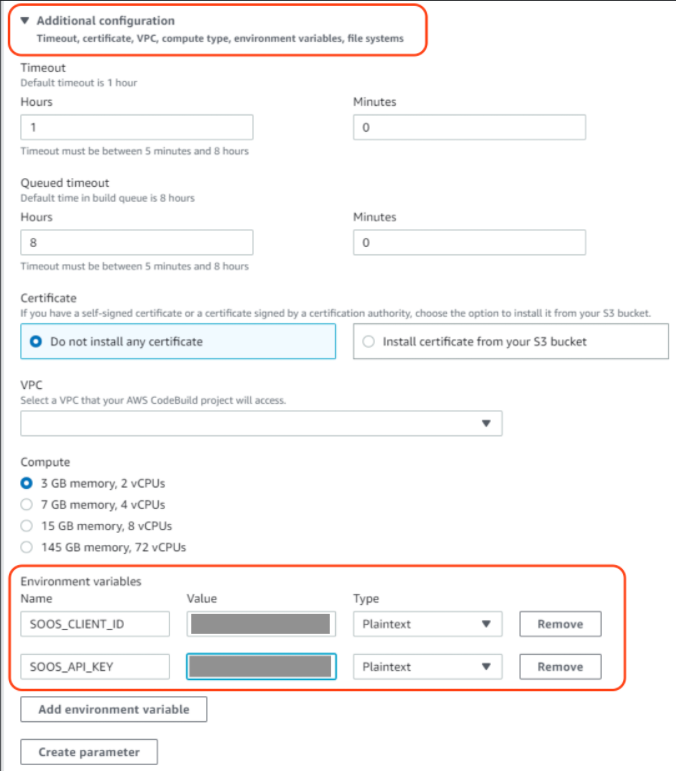 Additional configuration
Timeout, certificate, VPC, compute type, environment variables, file systems
Timeout
Default timeout is 1 hour
Hours Minutes
1 0
Timeout must be between 5 minutes and 8 hours
Queued timeout
Default time in build queue is 8 hours
Hours Minutes
8 0
Timeout must be between 5 minutes and 8 hours
Certificate
If you have a self-signed certificate or a certificate signed by a certification authority, choose the option to install it from your S3 bucket.
Do not install any certificate Install certificate from your S3 bucket
VPC
Select a VPC that your AWS CodeBuild project will access.
Compute
3 GB memory, 2 vCPUs
7 GB memory, 4 vCPUs
15 GB memory, 8 vCPUs
145 GB memory, 72 vCPUs
Environment variables
Name Value Type
SOOS_CLIENT_ID Plaintext Remove
SOOS_API_KEY Plaintext Remove
Add environment variable
Create parameter